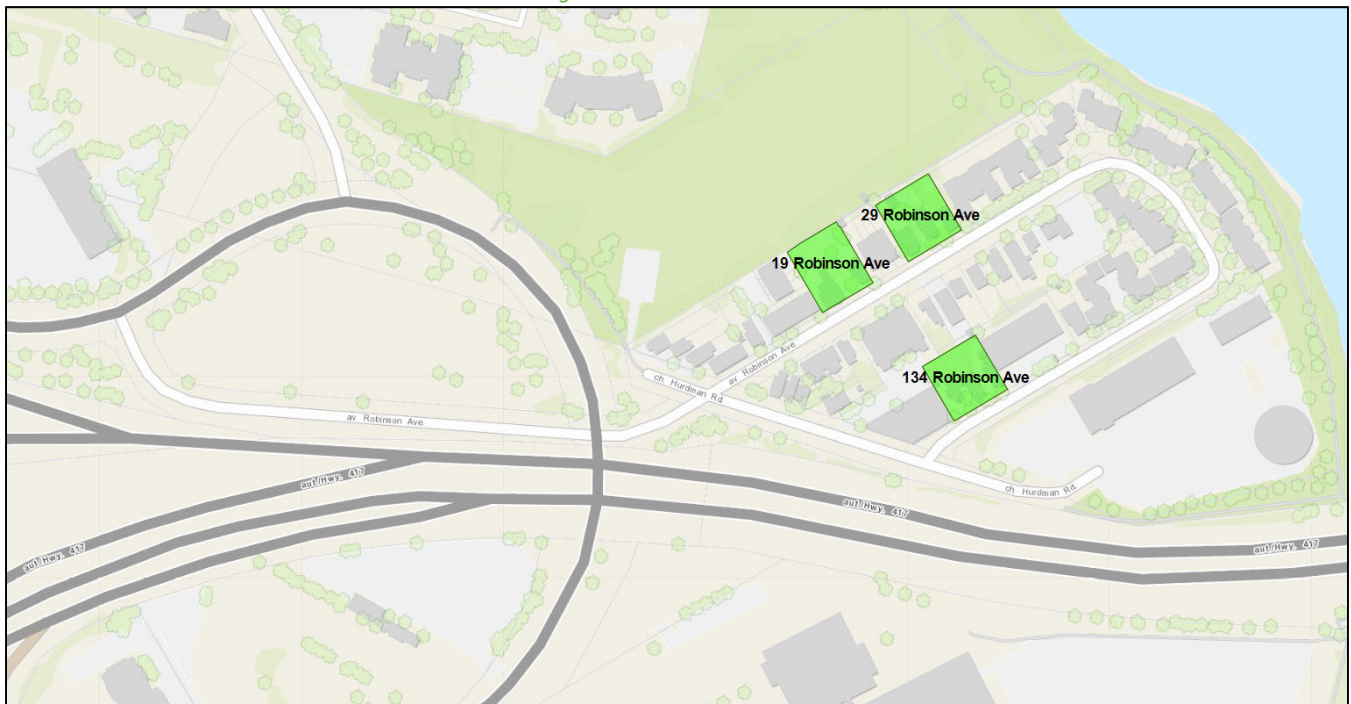 29 Robinson Ave
19 Robinson Ave
av. Robinson Ave.
134 Robinson Ave
ch. Hurdman Rd.
av. Robinson Ave.
aut/Hwy. 417
ch. Hurdman Rd.
aut/Hwy. 417
aut/Hwy. 417
aut/Hwy. 417